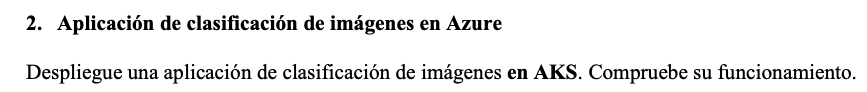 2. Aplicación de clasificación de imágenes en Azure
Despliegue una aplicación de clasificación de imágenes en AKS. Compruebe su funcionamiento.